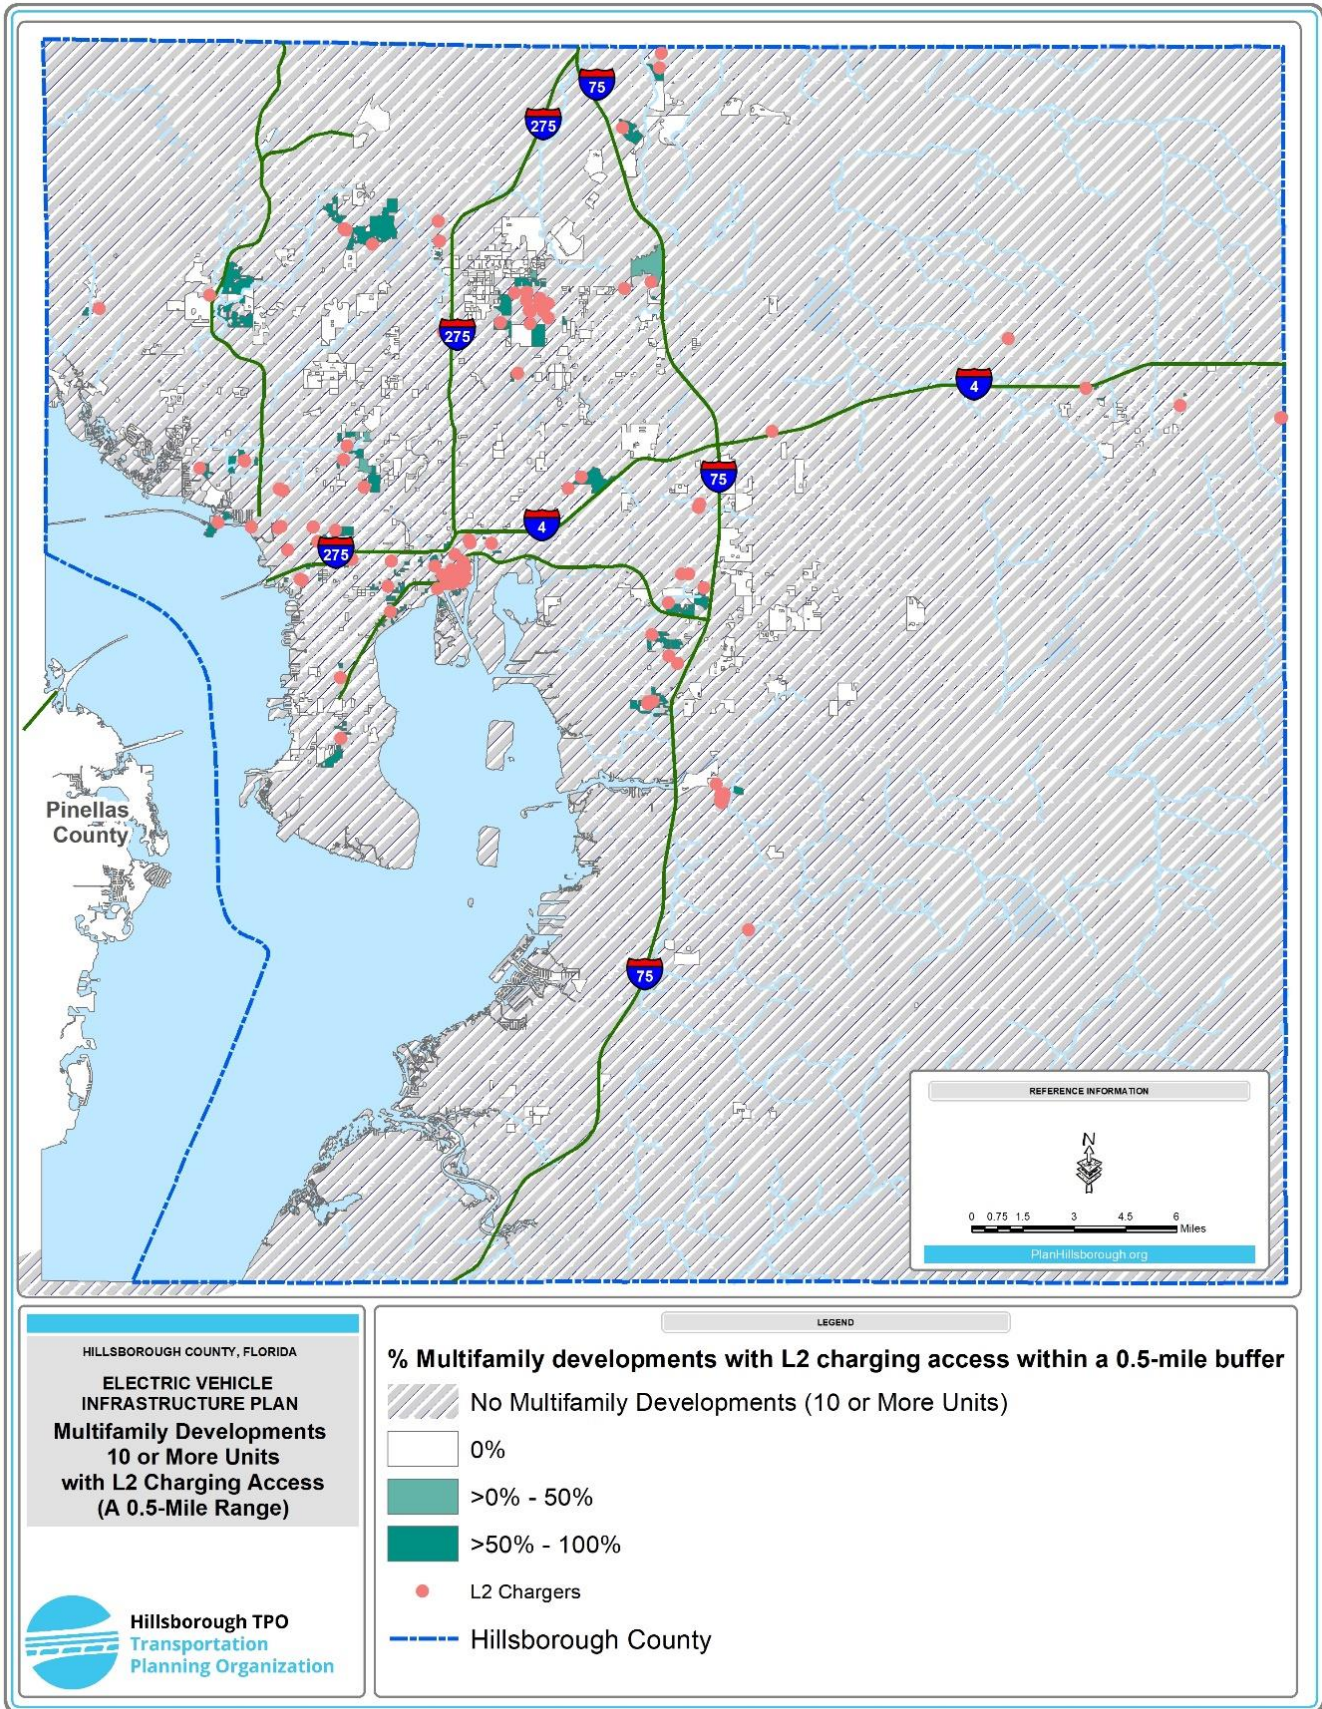 75
275
275
4
75
4
275
Pinellas
County
75
REFERENCE INFORMATION
N
0 0.75 1.5 3 4.5 6
Miles
PlanHillsborough.org
HILLSBOROUGH COUNTY, FLORIDA
ELECTRIC VEHICLE
INFRASTRUCTURE PLAN
Multifamily Developments
10 or More Units
with L2 Charging Access
(A 0.5-Mile Range)
Hillsborough TPO
Transportation
Planning Organization
LEGEND
% Multifamily developments with L2 charging access within a 0.5-mile buffer
No Multifamily Developments (10 or More Units)
0%
>0% - 50%
>50% - 100%
L2 Chargers
Hillsborough County